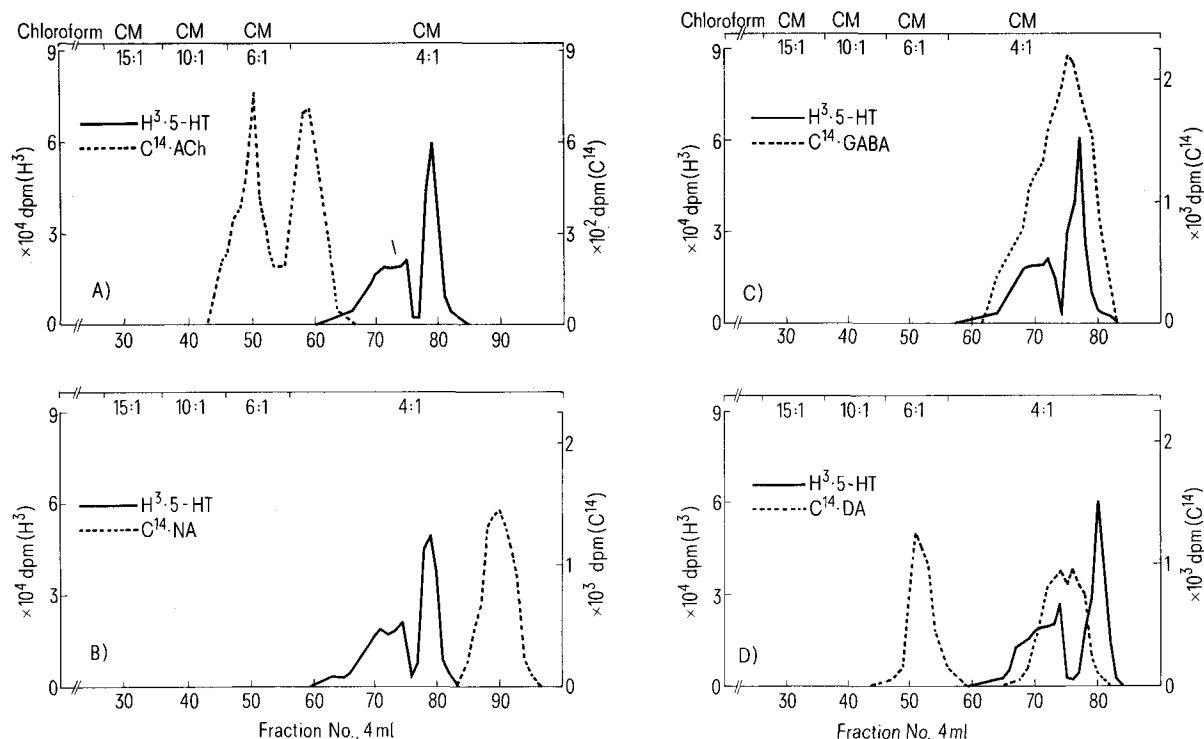 Chloroform CM CM CM CM
15:1 10:1 6:1 4:1
9 6 3 0
×10⁴ dpm (H³)
H³·5-HT
C¹⁴·ACh
A)
9 6 3 0
×10² dpm (C¹⁴)
30 40 50 60 70 80 90
15:1 10:1 6:1 4:1
9 6 3 0
×10⁴ dpm (H³)
H³·5-HT
C¹⁴·NA
B)
2 1 0
×10³ dpm (C¹⁴)
30 40 50 60 70 80 90
Fraction No., 4 ml
Chloroform CM CM CM CM
15:1 10:1 6:1 4:1
9 6 3 0
×10⁴ dpm (H³)
H³·5-HT
C¹⁴·GABA
C)
2 1 0
×10³ dpm (C¹⁴)
30 40 50 60 70 80
15:1 10:1 6:1 4:1
9 6 3 0
×10⁴ dpm (H³)
H³·5-HT
C¹⁴·DA
D)
2 1 0
×10³ dpm (C¹⁴)
30 40 50 60 70 80
Fraction No., 4 ml